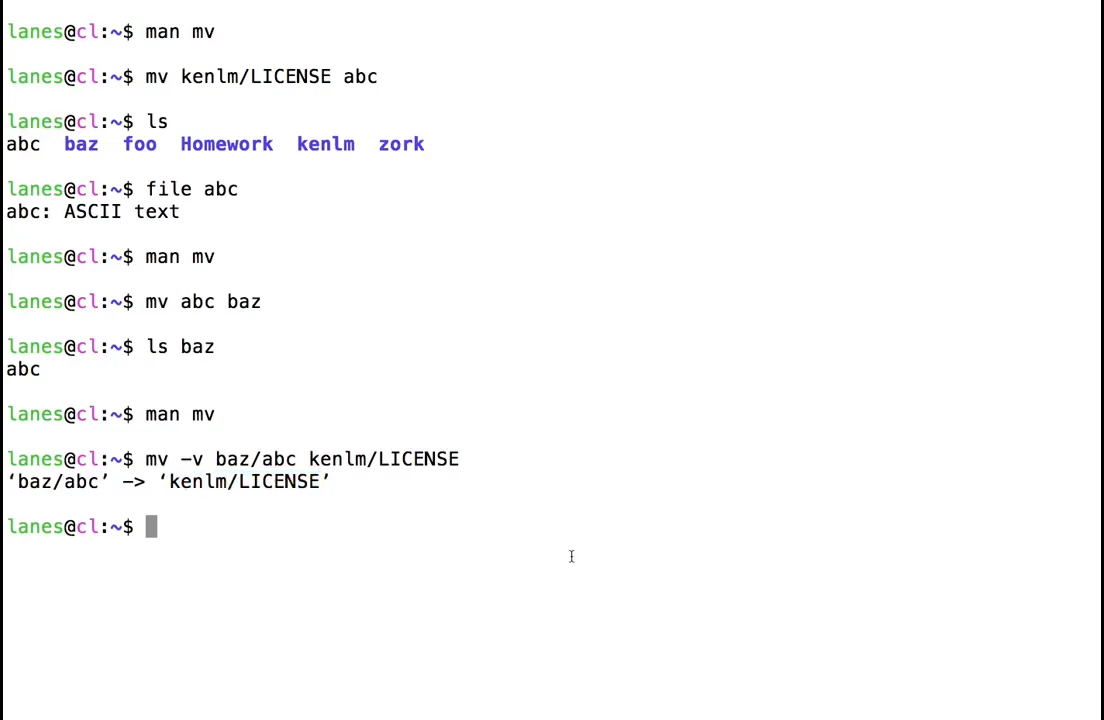 lanes@cl:~$ man mv
lanes@cl:~$ mv kenlm/LICENSE abc
lanes@cl:~$ ls
abc  baz  foo  Homework  kenlm  zork
lanes@cl:~$ file abc
abc: ASCII text
lanes@cl:~$ man mv
lanes@cl:~$ mv abc baz
lanes@cl:~$ ls baz
abc
lanes@cl:~$ man mv
lanes@cl:~$ mv -v baz/abc kenlm/LICENSE
‘baz/abc’ -> ‘kenlm/LICENSE’
lanes@cl:~$